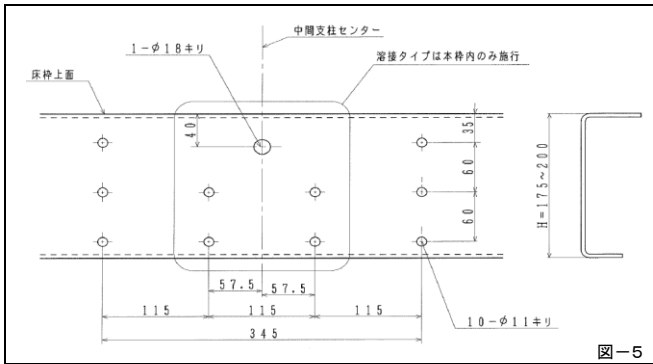 中間支柱センター
1-φ18キリ
溶接タイプは本枠内のみ施行
床枠上面
40
35
60
60
H=175~200
57.5
57.5
115
115
115
345
10-φ11キリ
図-5